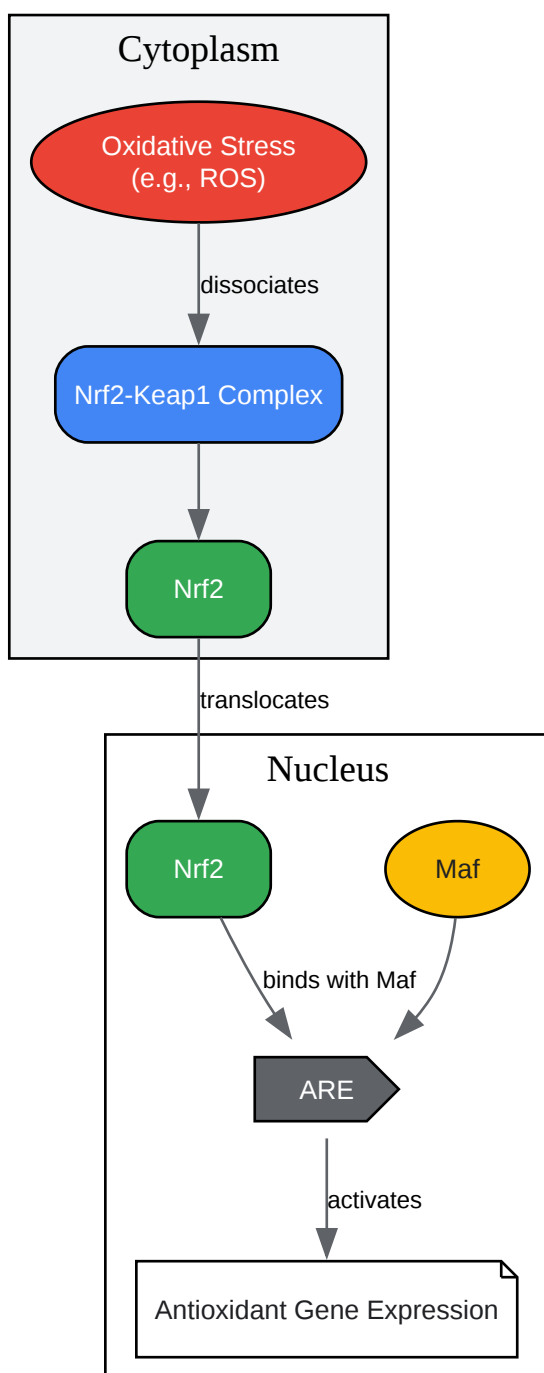 Cytoplasm
Oxidative Stress
(e.g., ROS)
dissociates
Nrf2-Keap1 Complex
Nrf2
translocates
Nucleus
Nrf2
Maf
binds with Maf
ARE
activates
Antioxidant Gene Expression